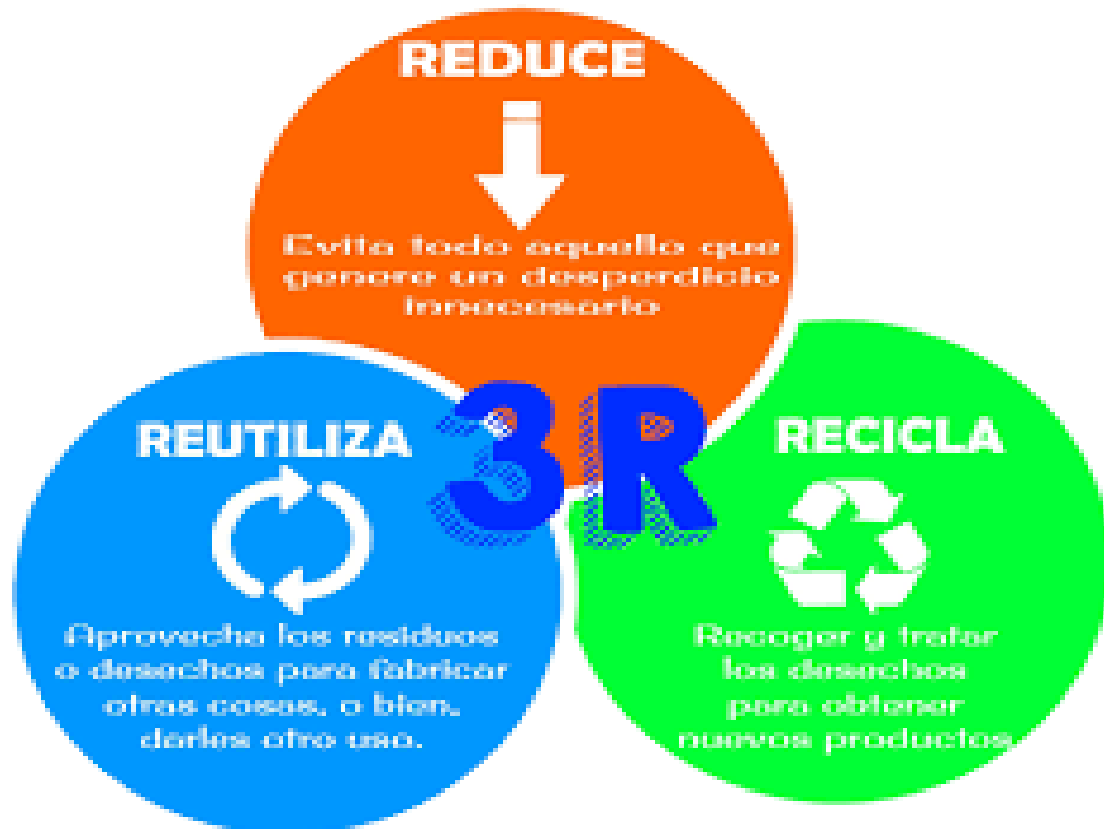 REDUCE
Evita todo aquello que
genere un desperdicio
innecesario
3R
REUTILIZA
Aprovecha los residuos
o desechos para fabricar
otras cosas, o bien,
darles otro uso.
RECICLA
Recoger y tratar
los desechos
para obtener
nuevos productos